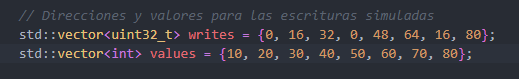 // Direcciones y valores para las escrituras simuladas
std::vector<uint32_t> writes = {0, 16, 32, 0, 48, 64, 16, 80};
std::vector<int> values = {10, 20, 30, 40, 50, 60, 70, 80};